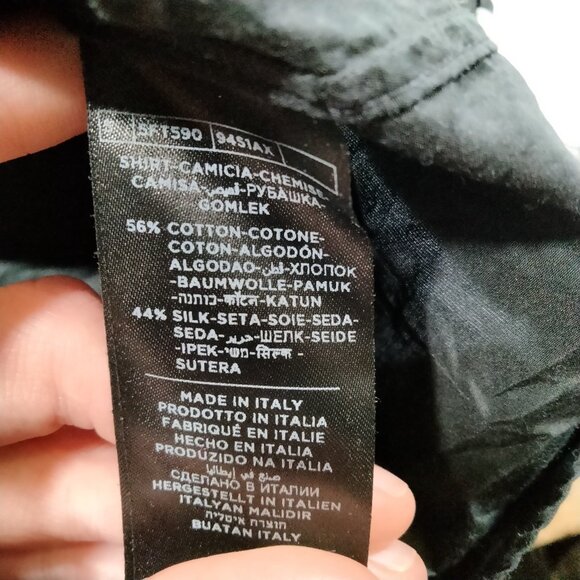 5FT590 94S1AX
SHIRT-CAMICIA-CHEMISE-
CAMISA-قميص-РУБАШКА-
GOMLEK
56% COTTON-COTONE-
COTON-ALGODÓN-
ALGODAO-قطن-ХЛОПОК
-BAUMWOLLE-PAMUK
-כותנה-कॉटन-KATUN
44% SILK-SETA-SOIE-SEDA-
SEDA-حرير-ШЕЛК-SEIDE
-IPEK-משי-सिल्क-
SUTERA
MADE IN ITALY
PRODOTTO IN ITALIA
FABRIQUÉ EN ITALIE
HECHO EN ITALIA
PRODUZIDO NA ITALIA
صنع في إيطاليا
СДЕЛАНО В ИТАЛИИ
HERGESTELLT IN ITALIEN
ITALYAN MALIDIR
תוצרת איטליה
BUATAN ITALY